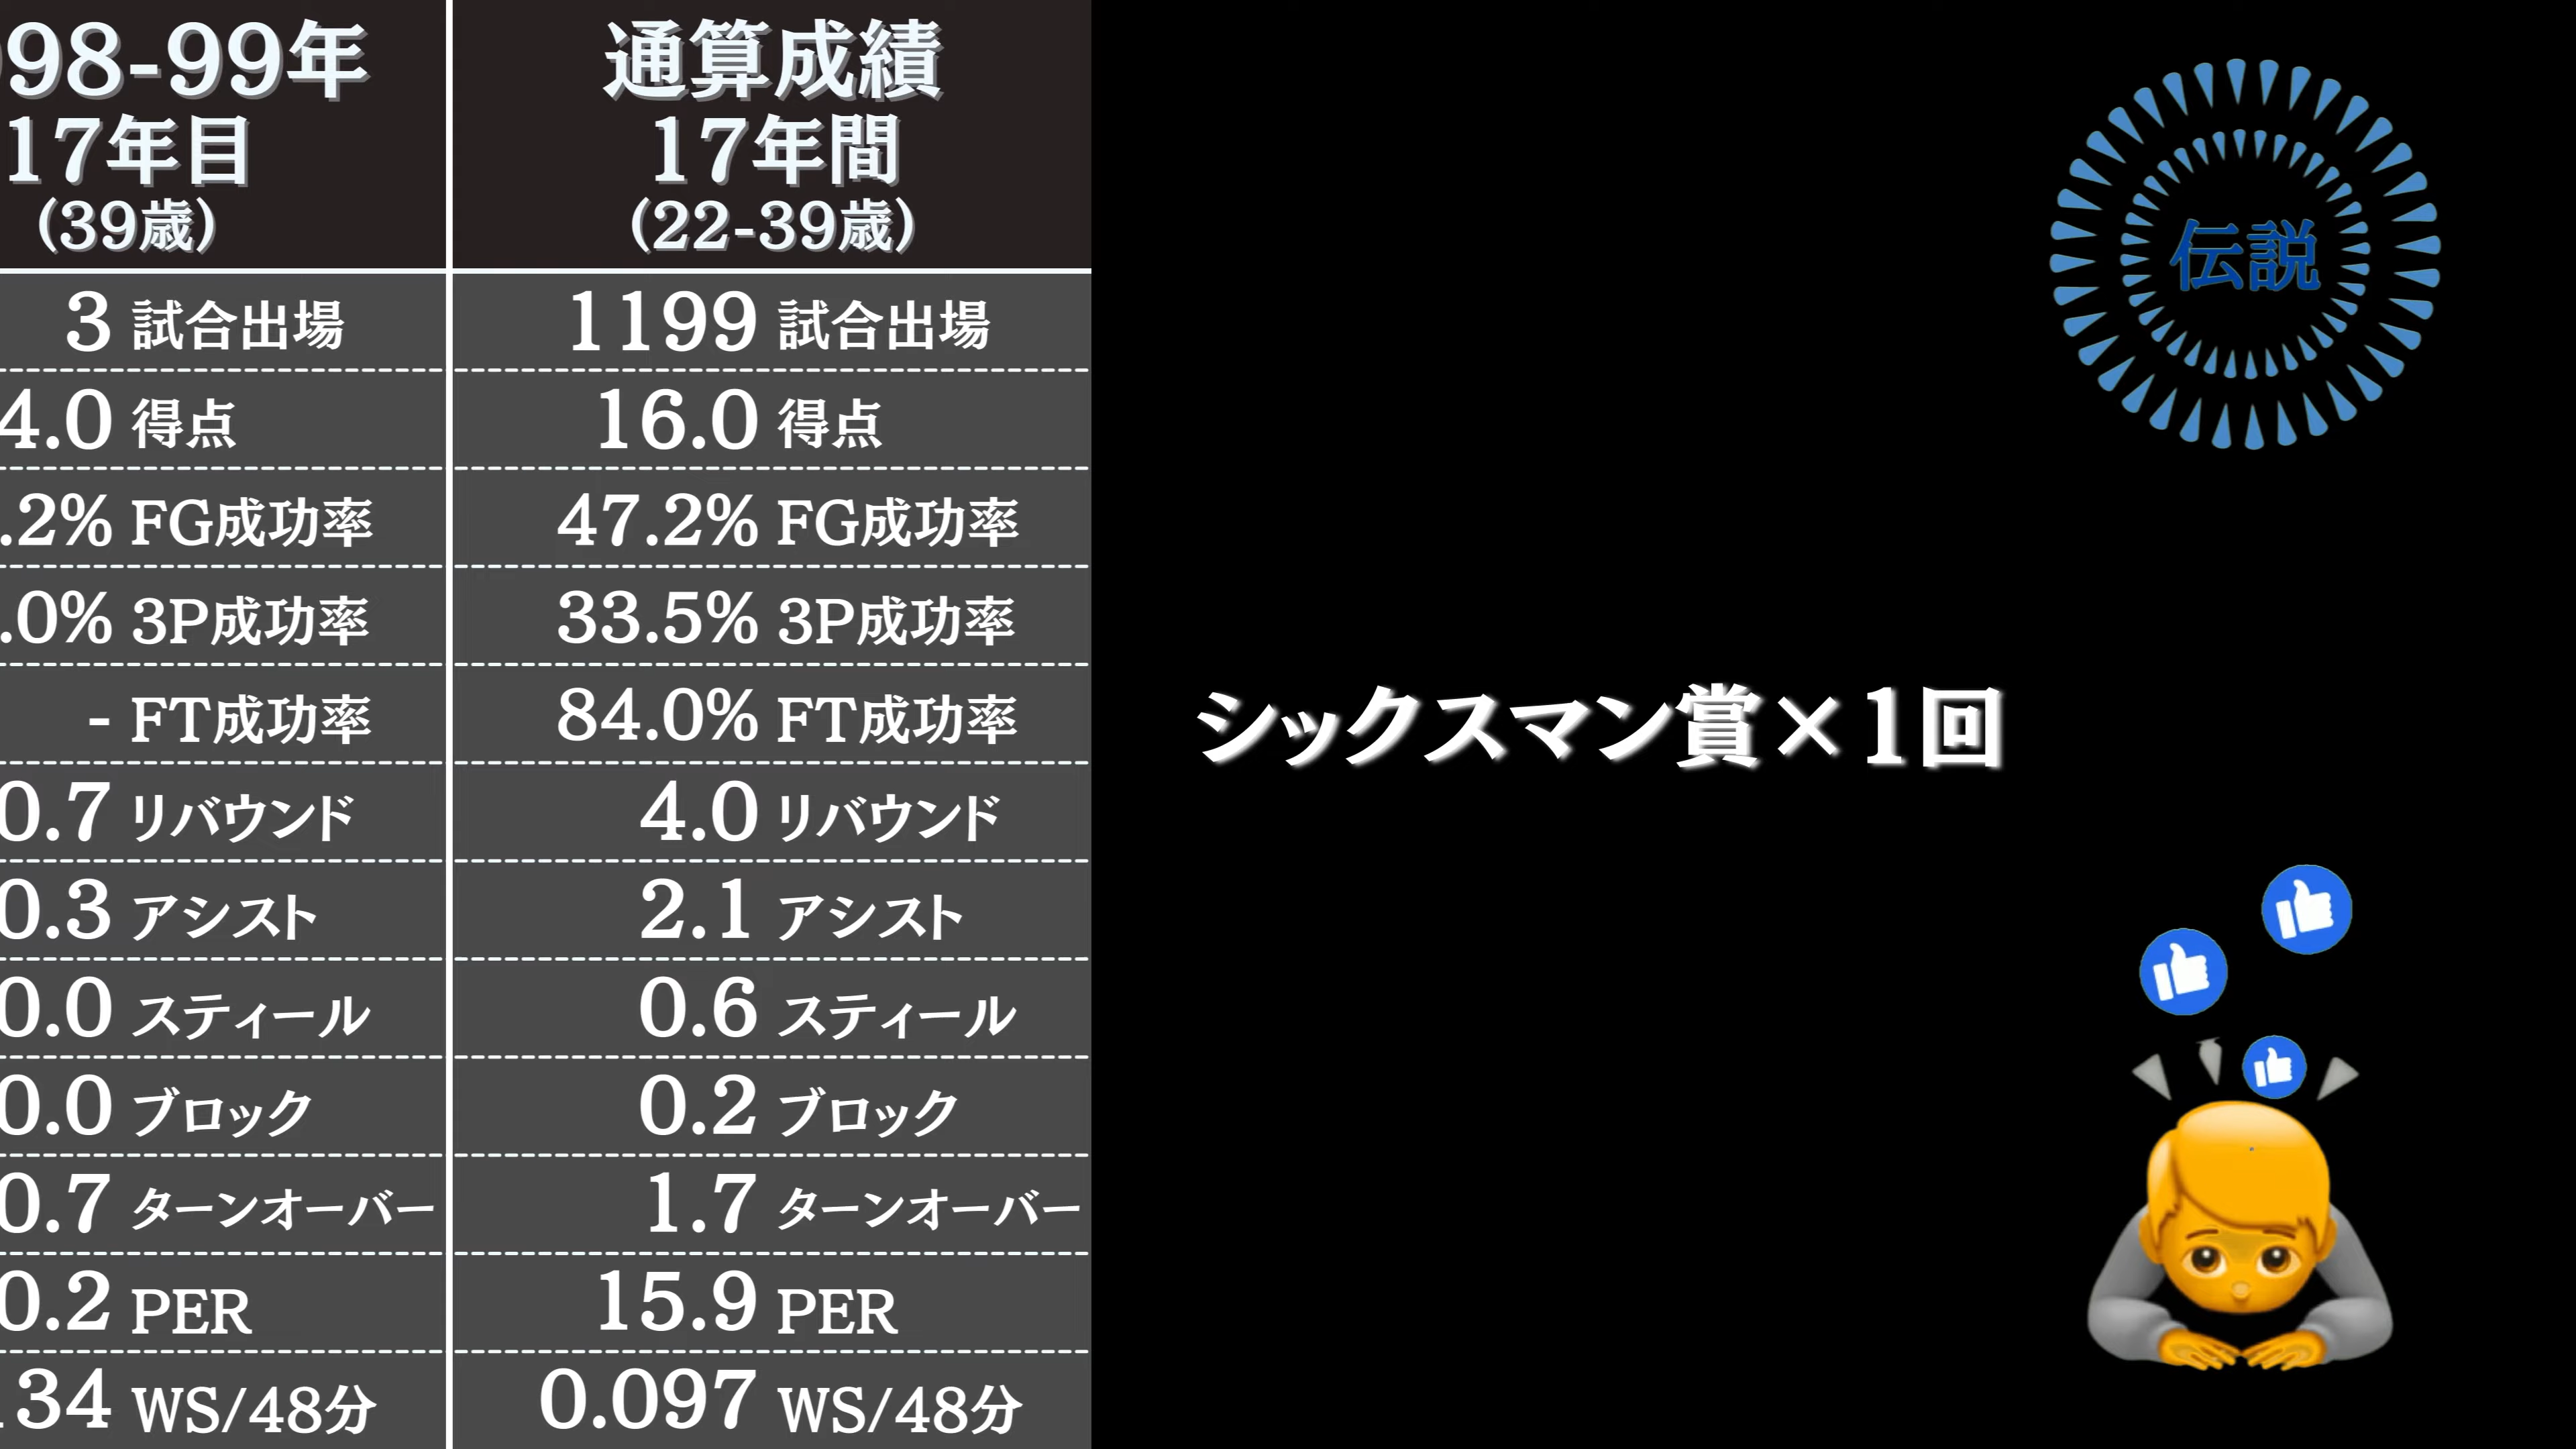 98-99年
17年目
(39歳)
3 試合出場
4.0 得点
.2% FG成功率
.0% 3P成功率
- FT成功率
0.7 リバウンド
0.3 アシスト
0.0 スティール
0.0 ブロック
0.7 ターンオーバー
0.2 PER
34 WS/48分
通算成績
17年間
(22-39歳)
1199 試合出場
16.0 得点
47.2% FG成功率
33.5% 3P成功率
84.0% FT成功率
4.0 リバウンド
2.1 アシスト
0.6 スティール
0.2 ブロック
1.7 ターンオーバー
15.9 PER
0.097 WS/48分
シックスマン賞×1回
伝説